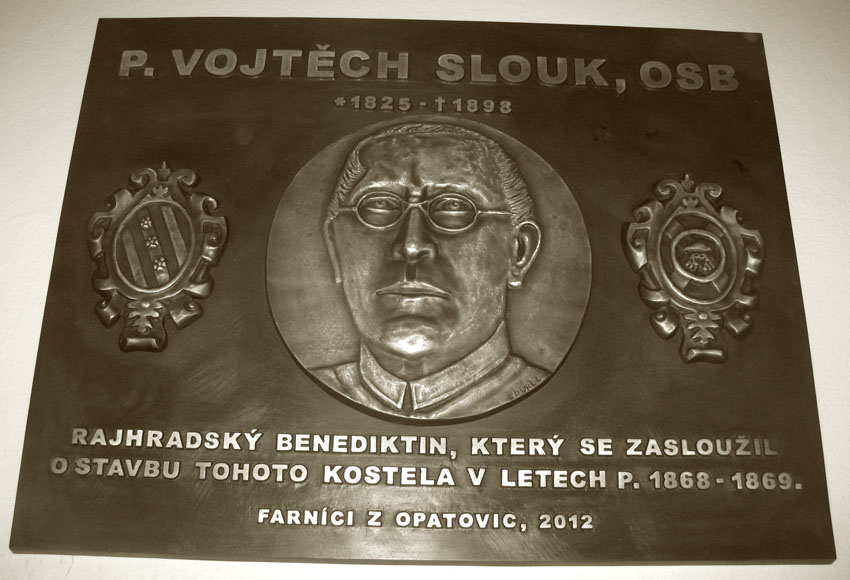 P. VOJTĚCH SLOUK, OSB
*1825 - †1898
RAJHRADSKÝ BENEDIKTIN, KTERÝ SE ZASLOUŽIL
O STAVBU TOHOTO KOSTELA V LETECH P. 1868 - 1869.
FARNÍCI Z OPATOVIC, 2012